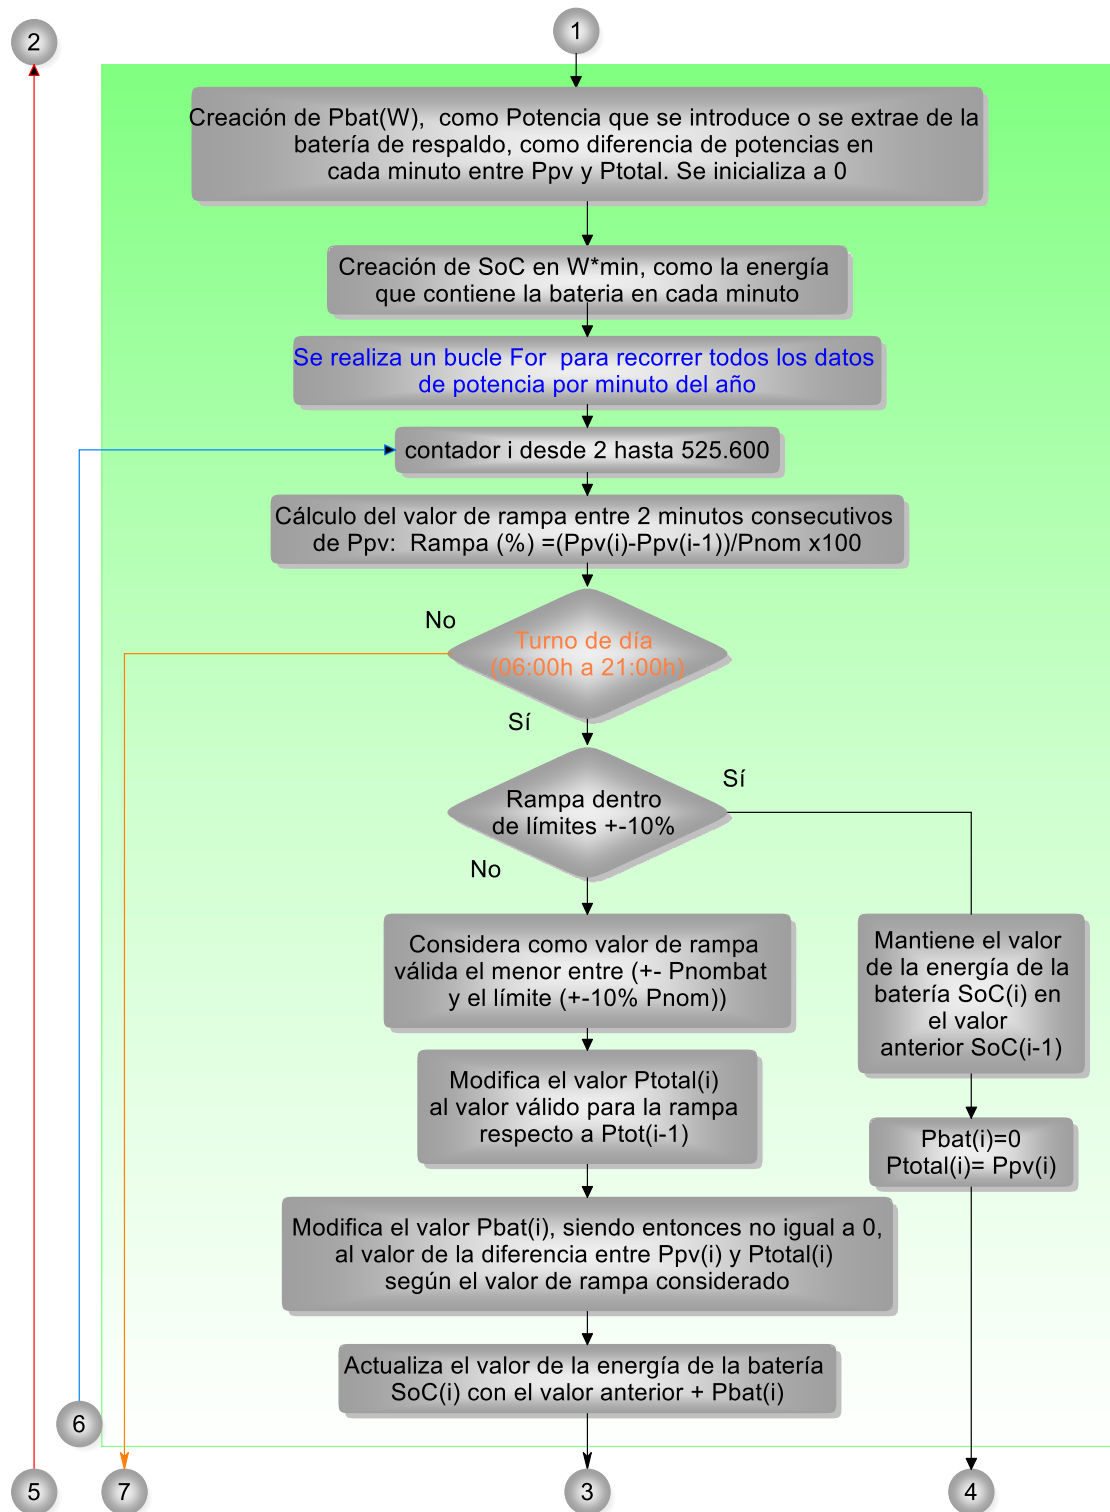 2
1
Creación de Pbat(W),  como Potencia que se introduce o se extrae de la
batería de respaldo, como diferencia de potencias en
cada minuto entre Ppv y Ptotal. Se inicializa a 0
Creación de SoC en W*min, como la energía
que contiene la bateria en cada minuto
Se realiza un bucle For  para recorrer todos los datos
de potencia por minuto del año
contador i desde 2 hasta 525.600
Cálculo del valor de rampa entre 2 minutos consecutivos
de Ppv:  Rampa (%) =(Ppv(i)-Ppv(i-1))/Pnom x100
No
Turno de día
(06:00h a 21:00h)
Sí
Rampa dentro
de límites +-10%
Sí
No
Considera como valor de rampa
válida el menor entre (+- Pnombat
y el límite (+-10% Pnom))
Mantiene el valor
de la energía de la
batería SoC(i) en
el valor
anterior SoC(i-1)
Modifica el valor Ptotal(i)
al valor válido para la rampa
respecto a Ptot(i-1)
Pbat(i)=0
Ptotal(i)= Ppv(i)
Modifica el valor Pbat(i), siendo entonces no igual a 0,
al valor de la diferencia entre Ppv(i) y Ptotal(i)
según el valor de rampa considerado
Actualiza el valor de la energía de la batería
SoC(i) con el valor anterior + Pbat(i)
6
5
7
3
4